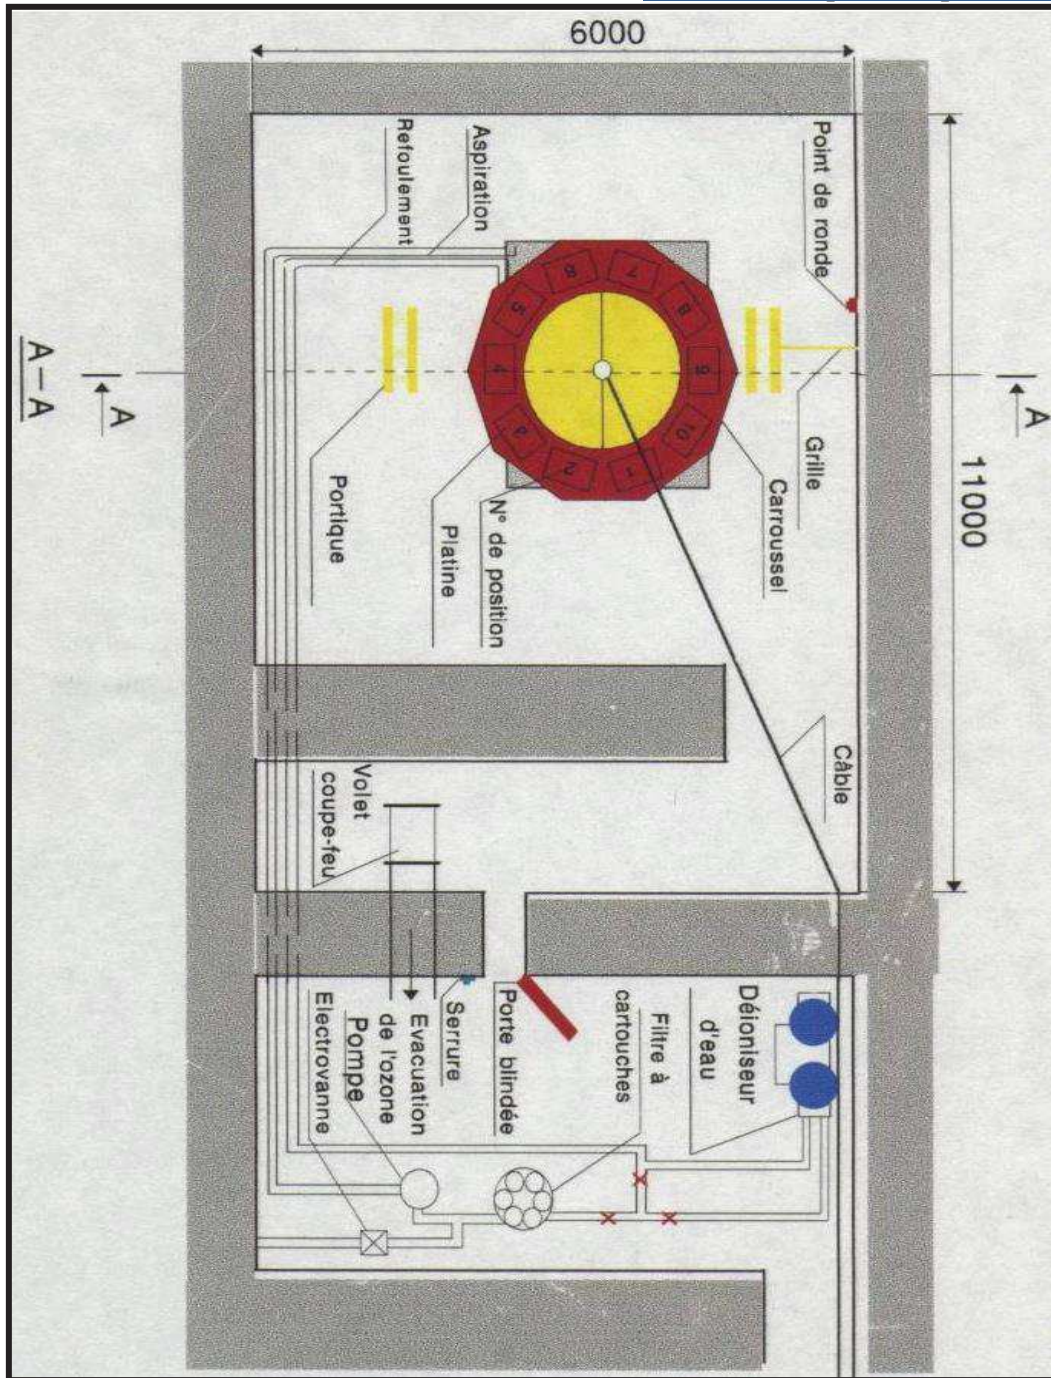 6000
11000
Refoulement
Aspiration
Point de ronde
A
A
A—A
Portique
Platine
N° de position
Carroussel
Grille
1
2
3
4
5
6
7
8
9
10
Câble
Volet
coupe-feu
Electrovanne
Pompe
Evacuation
de l'ozone
Serrure
Porte blindée
Filtre à
cartouches
Déioniseur
d'eau